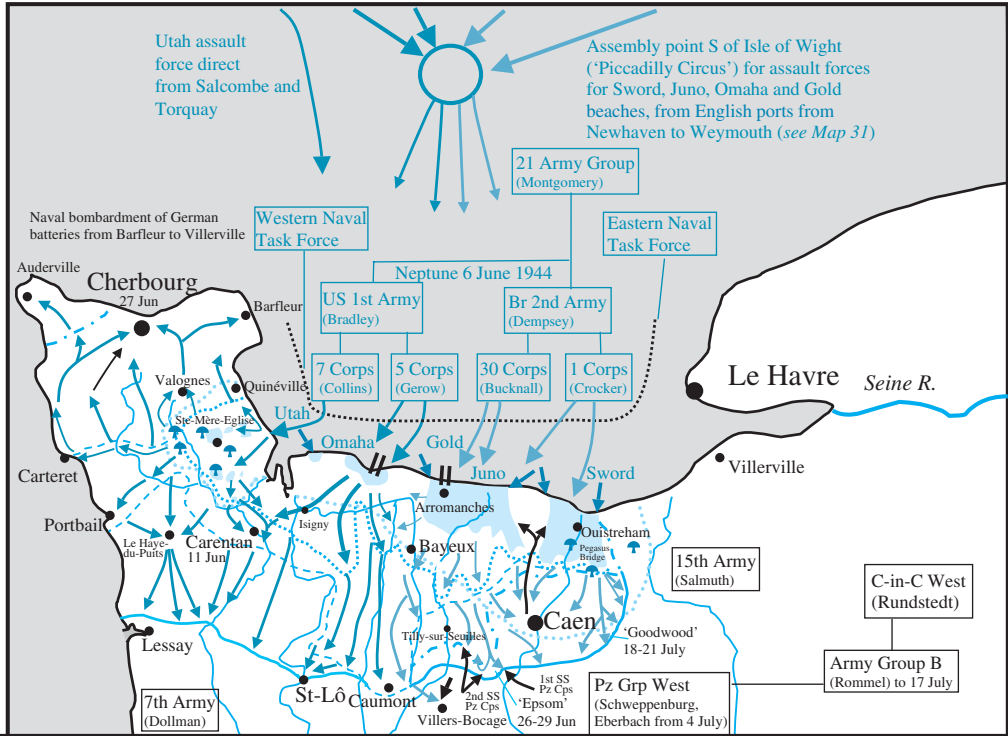 Utah assault
force direct
from Salcombe and
Torquay
Assembly point S of Isle of Wight
(‘Piccadilly Circus’) for assault forces
for Sword, Juno, Omaha and Gold
beaches, from English ports from
Newhaven to Weymouth (see Map 31)
21 Army Group
(Montgomery)
Naval bombardment of German
batteries from Barfleur to Villerville
Western Naval
Task Force
Eastern Naval
Task Force
Neptune 6 June 1944
US 1st Army
(Bradley)
Br 2nd Army
(Dempsey)
7 Corps
(Collins)
5 Corps
(Gerow)
30 Corps
(Bucknall)
1 Corps
(Crocker)
Auderville
Cherbourg
27 Jun
Barfleur
Valognes
Quinéville
Ste-Mère-Eglise
Utah
Omaha
Gold
Juno
Sword
Le Havre
Seine R.
Villerville
Carteret
Portbail
Le Haye-
du-Puits
Carentan
11 Jun
Isigny
Arromanches
Bayeux
Ouistreham
Pegasus
Bridge
Caen
Tilly-sur-Seuilles
‘Goodwood’
18-21 July
15th Army
(Salmuth)
C-in-C West
(Rundstedt)
Army Group B
(Rommel) to 17 July
Pz Grp West
(Schweppenburg,
Eberbach from 4 July)
Lessay
7th Army
(Dollman)
St-Lô
Caumont
Villers-Bocage
2nd SS
Pz Cps
1st SS
Pz Cps
‘Epsom’
26-29 Jun